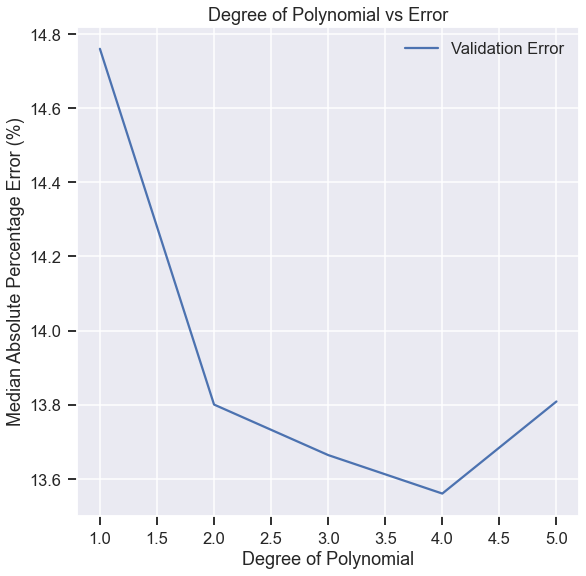 Degree of Polynomial vs Error
Validation Error
Median Absolute Percentage Error (%)
14.8
14.6
14.4
14.2
14.0
13.8
13.6
1.0 1.5 2.0 2.5 3.0 3.5 4.0 4.5 5.0
Degree of Polynomial